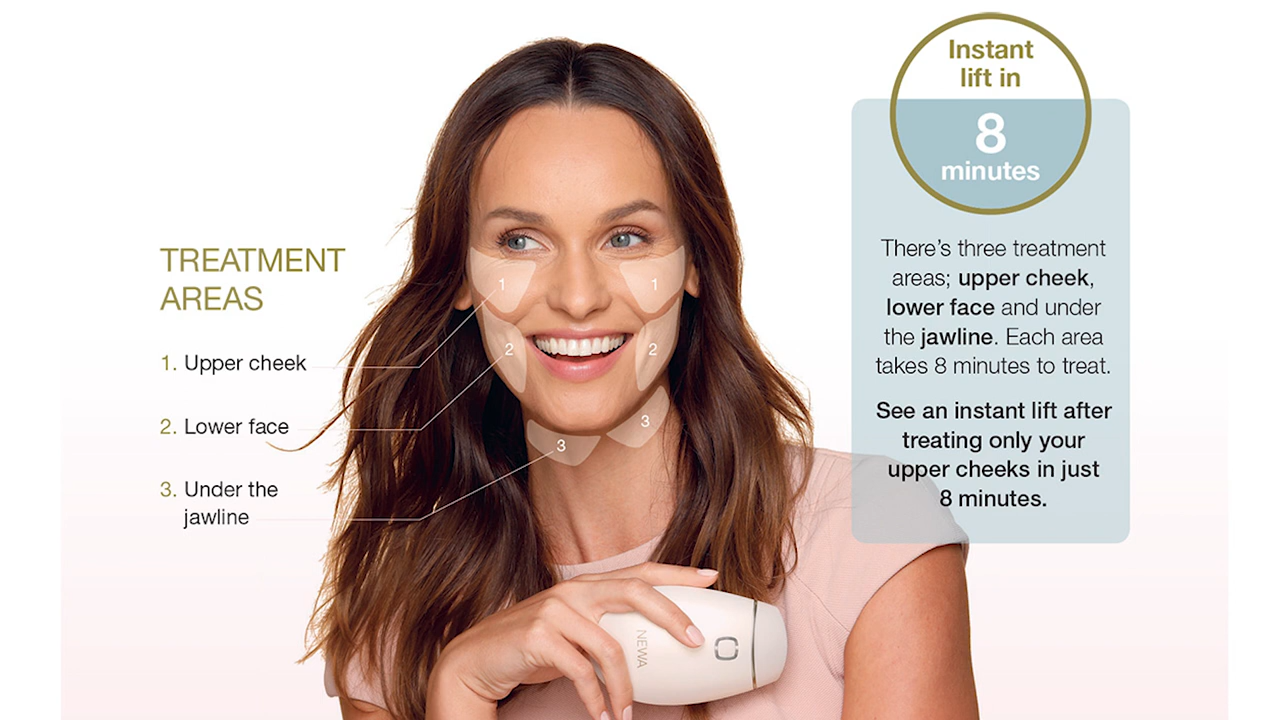 TREATMENT
AREAS
1. Upper cheek
2. Lower face
3. Under the
jawline
1
1
2
2
3
3
NEWA
Instant
lift in
8
minutes
There's three treatment
areas; upper cheek,
lower face and under
the jawline. Each area
takes 8 minutes to treat.
See an instant lift after
treating only your
upper cheeks in just
8 minutes.